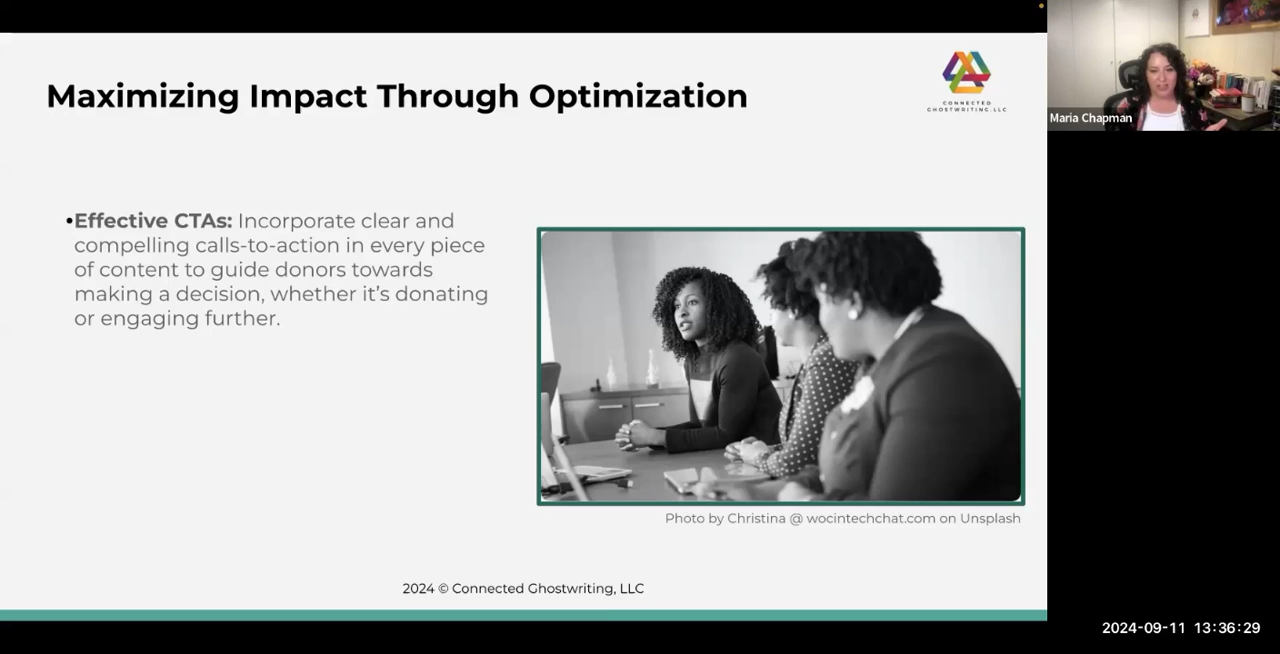 Maximizing Impact Through Optimization
CONNECTED
GHOSTWRITING, LLC
Maria Chapman
•Effective CTAs: Incorporate clear and
compelling calls-to-action in every piece
of content to guide donors towards
making a decision, whether it’s donating
or engaging further.
Photo by Christina @ wocintechchat.com on Unsplash
2024 © Connected Ghostwriting, LLC
2024-09-11 13:36:29